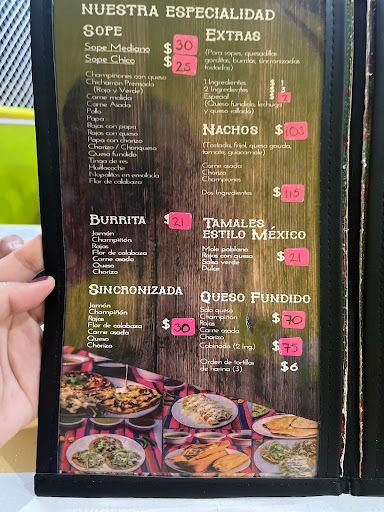 NUESTRA ESPECIALIDAD
SOPE
Sope Mediano $30
Sope Chico $25
Champiñones con queso
Chicharrón Prensado
(Rojo y Verde)
Carne molida
Carne Asada
Pollo
Papa
Rajas con papa
Rajas con queso
Papa con chorizo
Chorizo / Choriqueso
Queso fundido
Tinga de res
Huitlacoche
Nopalitos en ensalada
Flor de calabaza
BURRITA $21
Jamón
Champiñón
Rajas
Flor de calabaza
Carne asada
Queso
Chorizo
SINCRONIZADA
Jamón
Champiñón
Rajas
Flor de calabaza $30
Carne asada
Queso
Chorizo
EXTRAS
(Para sopes, quesadillas
gorditas, burritas, sincronizadas
tostadas)
1 Ingredientes $
2 Ingredientes $
Especial $2
(Queso fundido, lechuga
y queso rallado)
NACHOS $103
(Tostada, frijol, queso gouda,
tomate, guacamole)
Carne asada
Chorizo
Champiñones
Dos Ingredientes $115
TAMALES
ESTILO MÉXICO
Mole poblano
Rajas con queso $21
Salsa verde
Dulce
QUESO FUNDIDO
Solo queso
Champiñón $70
Rajas
Carne asada
Chorizo
Cobinado (2 Ing.) $75
Orden de tortillas
de harina (3) $6